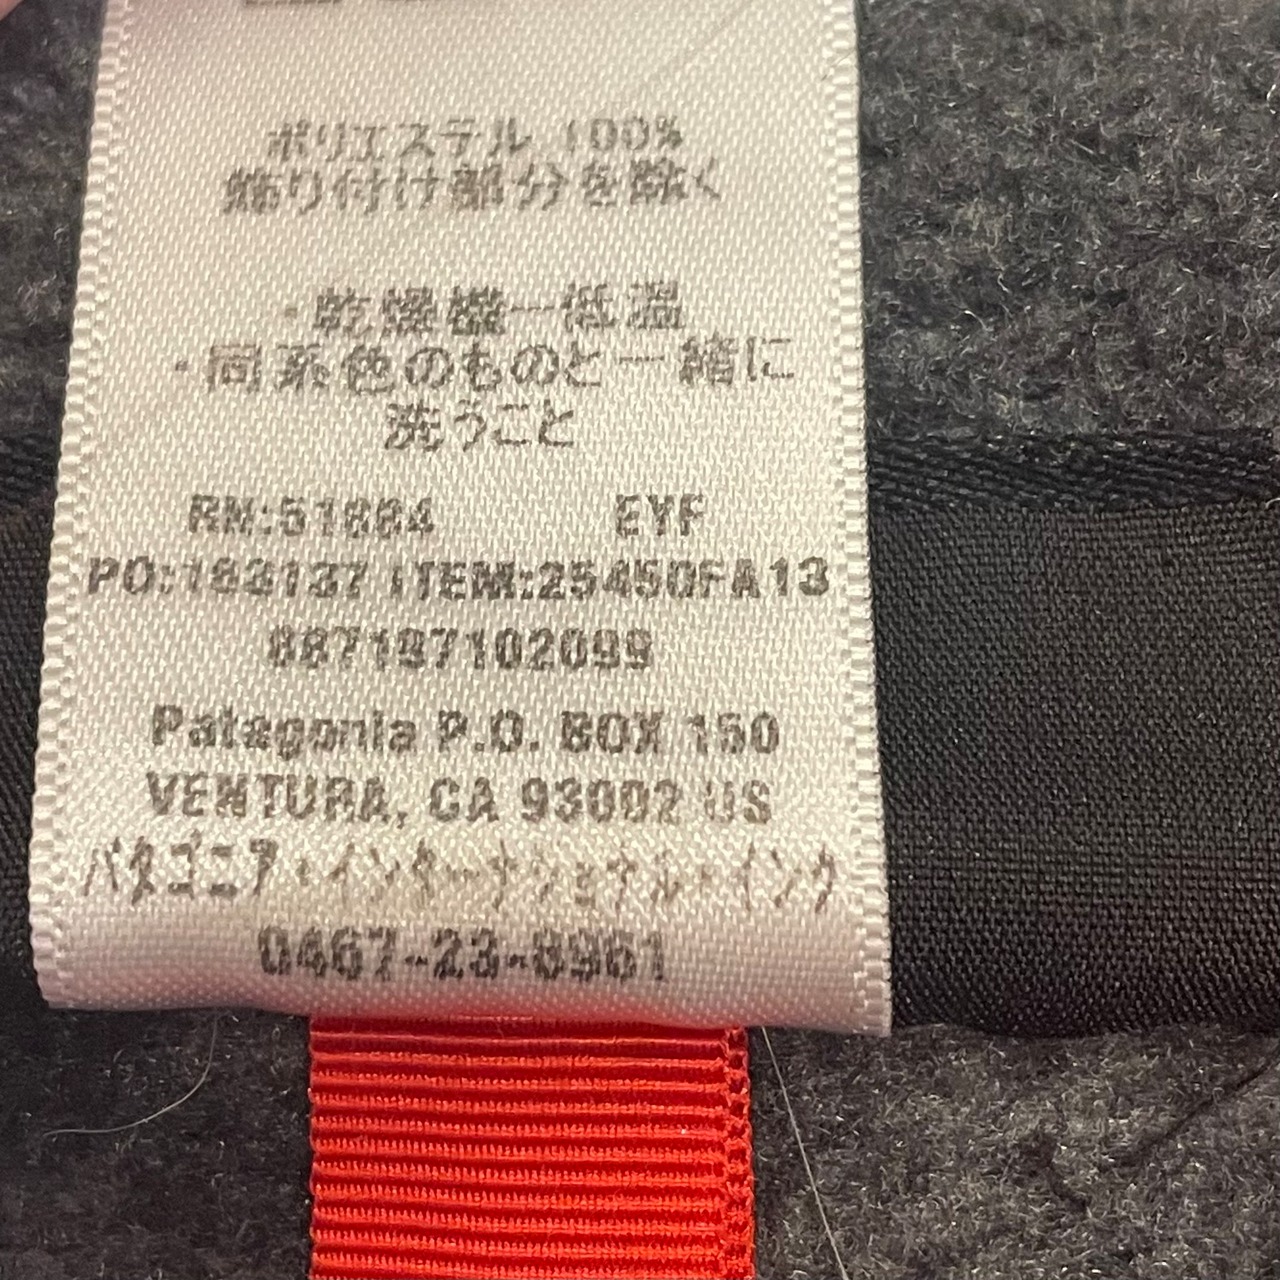 ポリエステル 100%
飾り付け部分を除く
・乾燥機ー低温
・同系色のものと一緒に
洗うこと
RN:51884 EYF
PO:183137 ITEM:25450FA13
887197102099
Patagonia P.O. BOX 150
VENTURA, CA 93002 US
パタゴニア・インターナショナル・インク
0467-23-8961